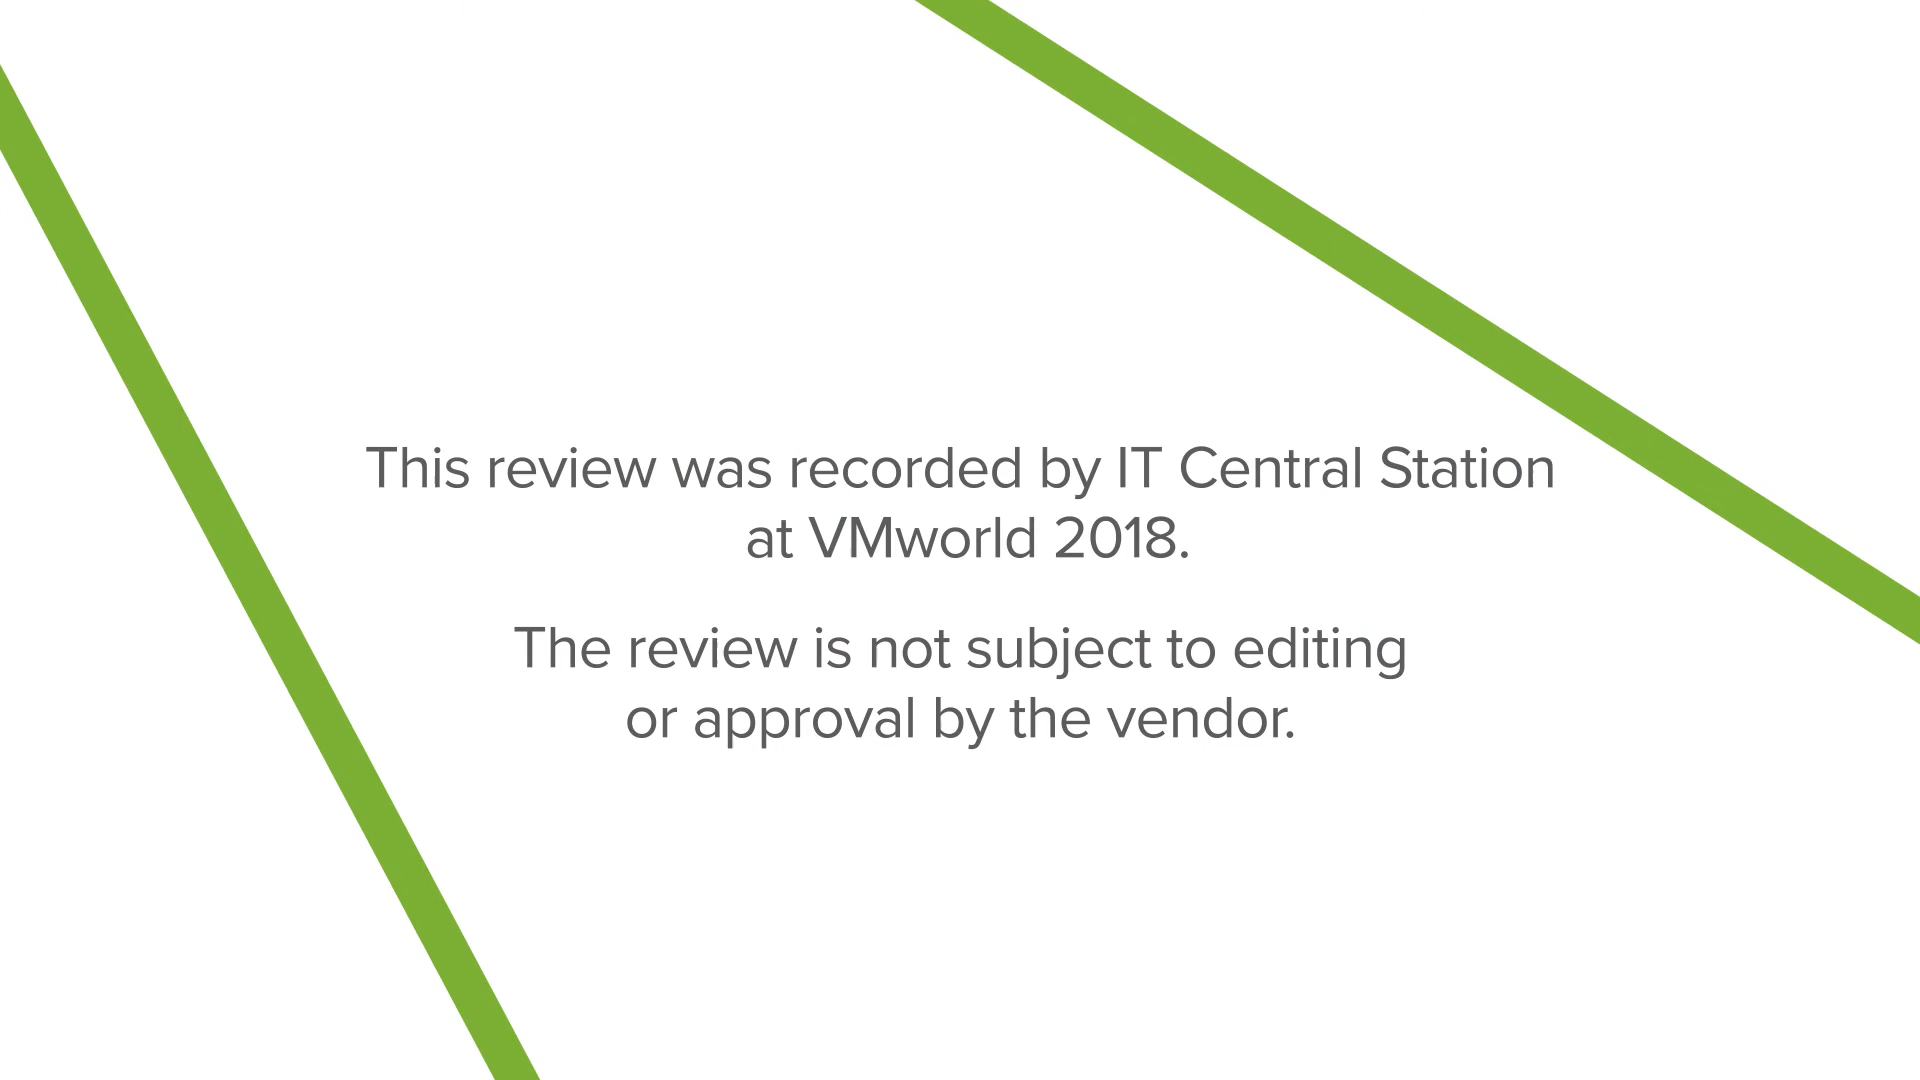 This review was recorded by IT Central Station
at VMworld 2018.
The review is not subject to editing
or approval by the vendor.